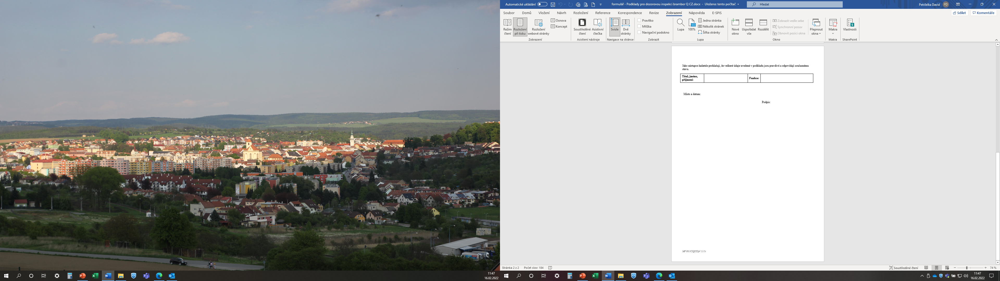 Automatické ukládání
formulář - Podklady pro dozorovou inspekci brambor Q CZ.docx - Uloženo: tento počítač
Hledat
Petrželka David PD
Soubor Domů Vložení Návrh Rozložení Reference Korespondence Revize Zobrazení Nápověda E-SPIS
Sdílet Komentáře
Režim čtení
Rozložení při tisku
Rozložení webové stránky
Osnova
Koncept
Zobrazení
Soustředěné čtení
Asistivní čtečka
Asistivní nástroje
Svisle
Dvě stránky
Navigace na stránce
Pravítko
Mřížka
Navigační podokno
Zobrazit
Lupa
100
100%
Jedna stránka
Několik stránek
Šířka stránky
Lupa
Nové okno
Uspořádat vše
Rozdělit
Zobrazit vedle sebe
Synchronní posuv
Obnovit pozici okna
Přepnout okna
Okno
Makra
Makra
Vlastnosti
SharePoint
Jako zástupce žadatele prohlašuji, že veškeré údaje uvedené v podkladu jsou pravdivé a odpovídají současnému
stavu.
Titul, jméno,
příjmení:
Funkce:
Místo a datum:
Podpis:
Stránka 2 z 2 Počet slov: 184
Soustředěné čtení
74 %
11:47
16.02.2022
11:47
16.02.2022